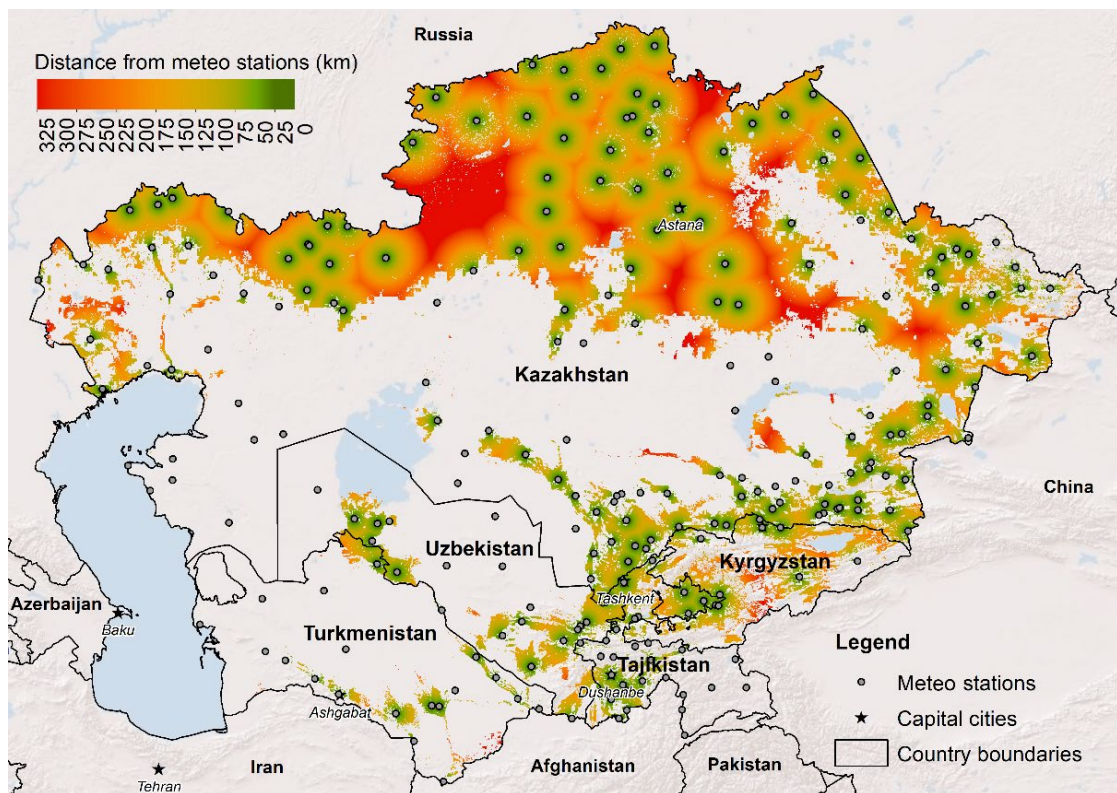 Russia
Distance from meteo stations (km)
325 300 275 250 225 200 175 150 125 100 75 50 25 0
Astana
Kazakhstan
China
Uzbekistan
Kyrgyzstan
Azerbaijan
Tashkent
Baku
Turkmenistan
Legend
Tajikistan
Meteo stations
Dushanbe
Ashgabat
Capital cities
Country boundaries
Iran
Afghanistan
Pakistan
Tehran